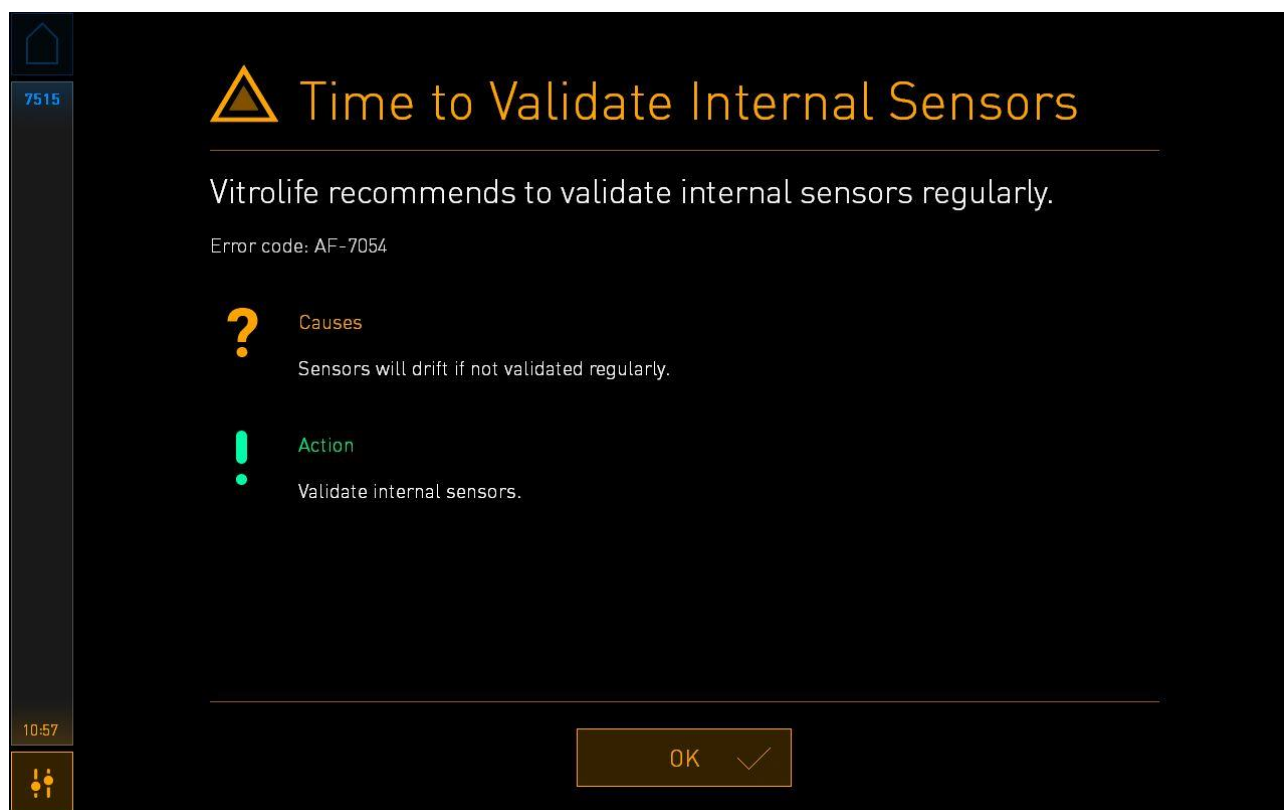 7515
Time to Validate Internal Sensors
Vitrolife recommends to validate internal sensors regularly.
Error code: AF-7054
Causes
Sensors will drift if not validated regularly.
Action
Validate internal sensors.
10:57
OK